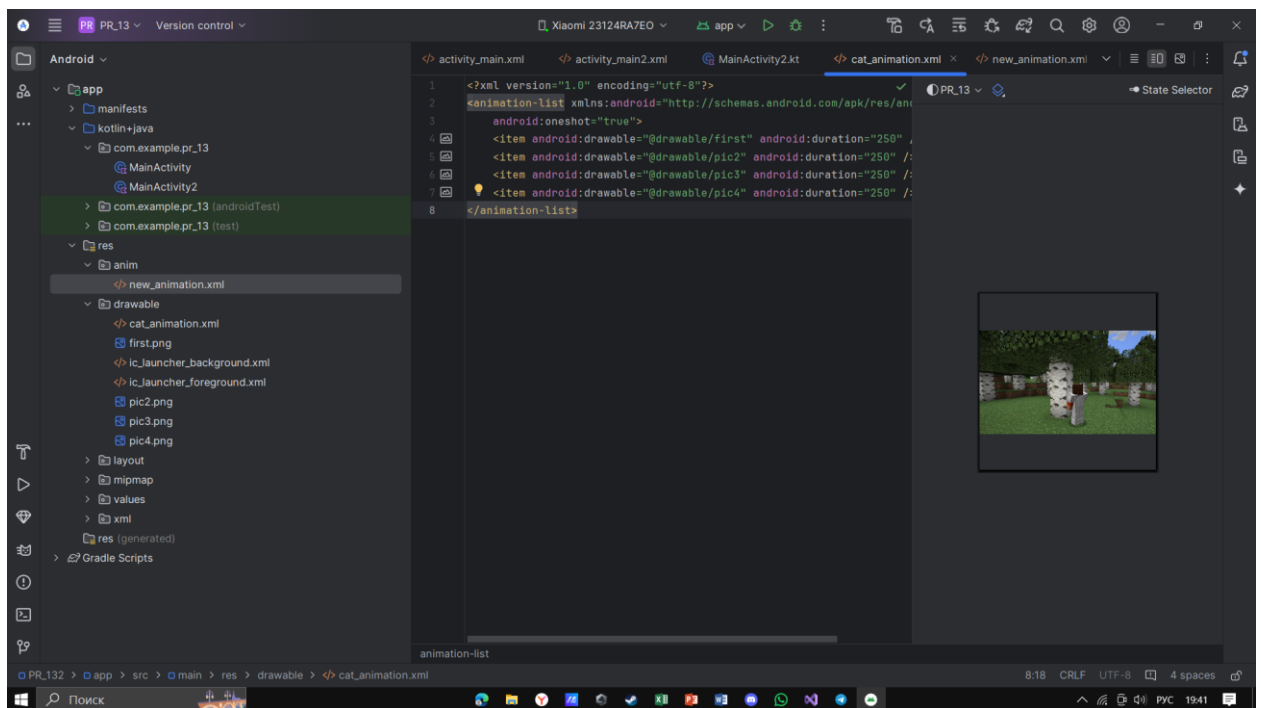 PR PR_13 Version control Xiaomi 23124RA7EO app
Android
app
manifests
kotlin+java
com.example.pr_13
MainActivity
MainActivity2
com.example.pr_13 (androidTest)
com.example.pr_13 (test)
res
anim
new_animation.xml
drawable
cat_animation.xml
first.png
ic_launcher_background.xml
ic_launcher_foreground.xml
pic2.png
pic3.png
pic4.png
layout
mipmap
values
xml
res (generated)
Gradle Scripts
activity_main.xml activity_main2.xml MainActivity2.kt cat_animation.xml new_animation.xml
1 <?xml version="1.0" encoding="utf-8"?>
2 <animation-list xmlns:android="http://schemas.android.com/apk/res/an
3 android:oneshot="true">
4 <item android:drawable="@drawable/first" android:duration="250" /
5 <item android:drawable="@drawable/pic2" android:duration="250" />
6 <item android:drawable="@drawable/pic3" android:duration="250" />
7 <item android:drawable="@drawable/pic4" android:duration="250" />
8 </animation-list>
PR_13 State Selector
animation-list
PR_132 > app > src > main > res > drawable > cat_animation.xml 8:18 CRLF UTF-8 4 spaces
Поиск РУС 19:41